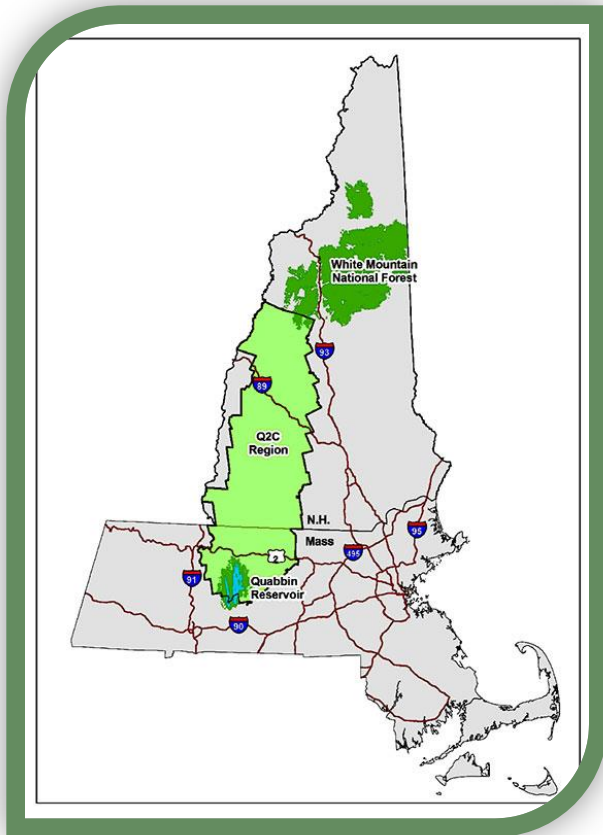 White Mountain
National Forest
93
89
Q2C
Region
N.H.
Mass
95
495
2
91
Quabbin
Reservoir
90